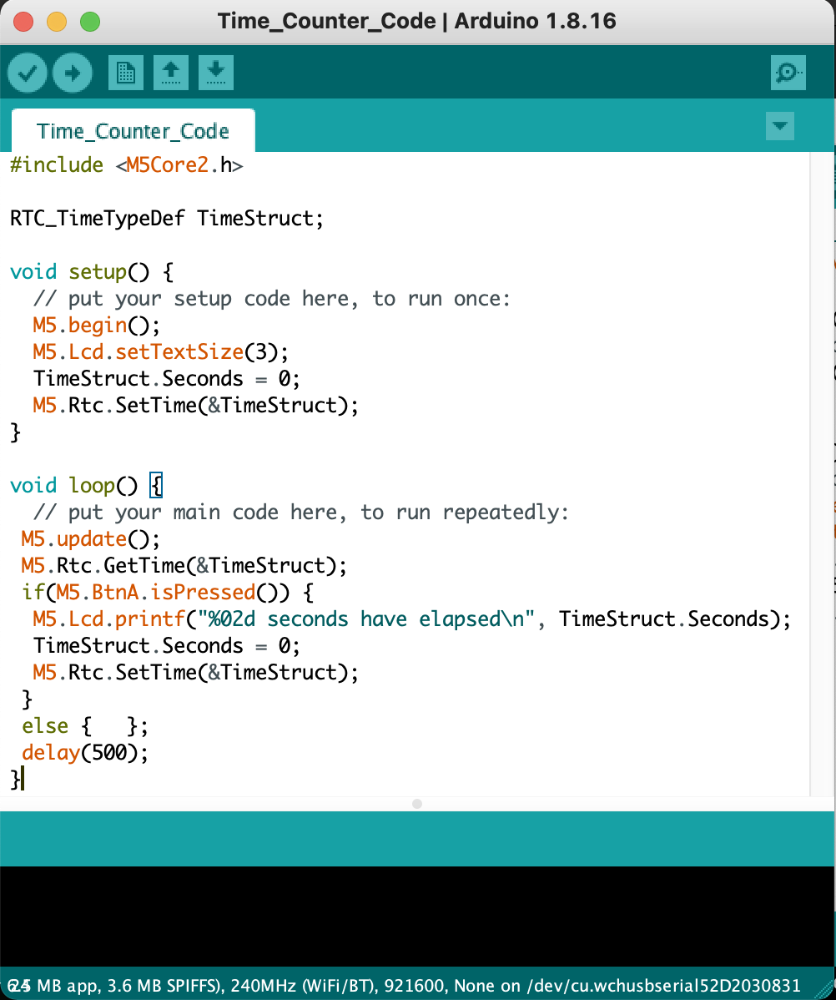 Time_Counter_Code | Arduino 1.8.16
Time_Counter_Code
#include <M5Core2.h>

RTC_TimeTypeDef TimeStruct;

void setup() {
  // put your setup code here, to run once:
  M5.begin();
  M5.Lcd.setTextSize(3);
  TimeStruct.Seconds = 0;
  M5.Rtc.SetTime(&TimeStruct);
}

void loop() {
  // put your main code here, to run repeatedly:
 M5.update();
 M5.Rtc.GetTime(&TimeStruct);
 if(M5.BtnA.isPressed()) {
  M5.Lcd.printf("%02d seconds have elapsed\n", TimeStruct.Seconds);
  TimeStruct.Seconds = 0;
  M5.Rtc.SetTime(&TimeStruct);
 }
 else {   };
 delay(500);
}
MB app, 3.6 MB SPIFFS), 240MHz (WiFi/BT), 921600, None on /dev/cu.wchusbserial52D2030831